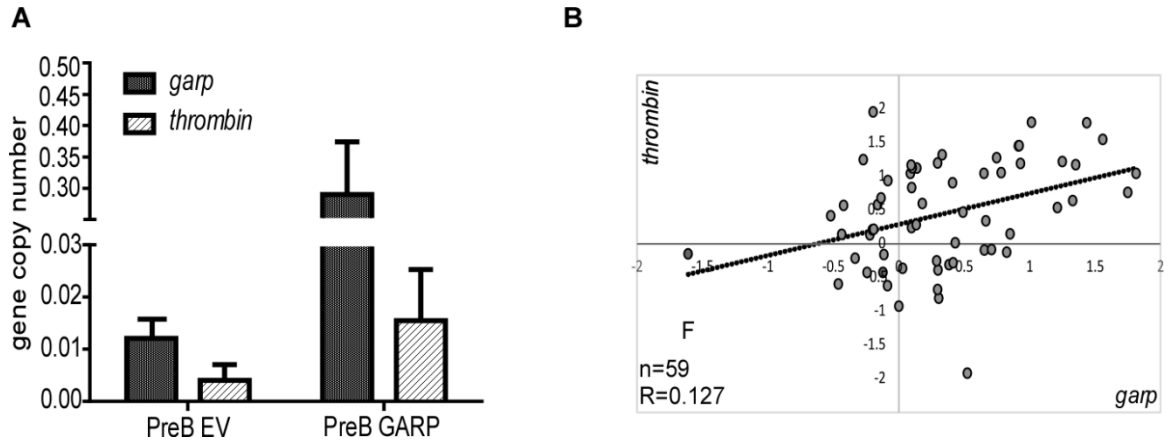 A
B
gene copy number
0.50
0.45
0.40
0.35
0.30
0.03
0.02
0.01
0.00
garp
thrombin
PreB EV
PreB GARP
thrombin
2
1.5
1
0.5
0
-0.5
-1
-1.5
-2
-2
-1.5
-1
-0.5
0
0.5
1
1.5
2
F
n=59
R=0.127
garp